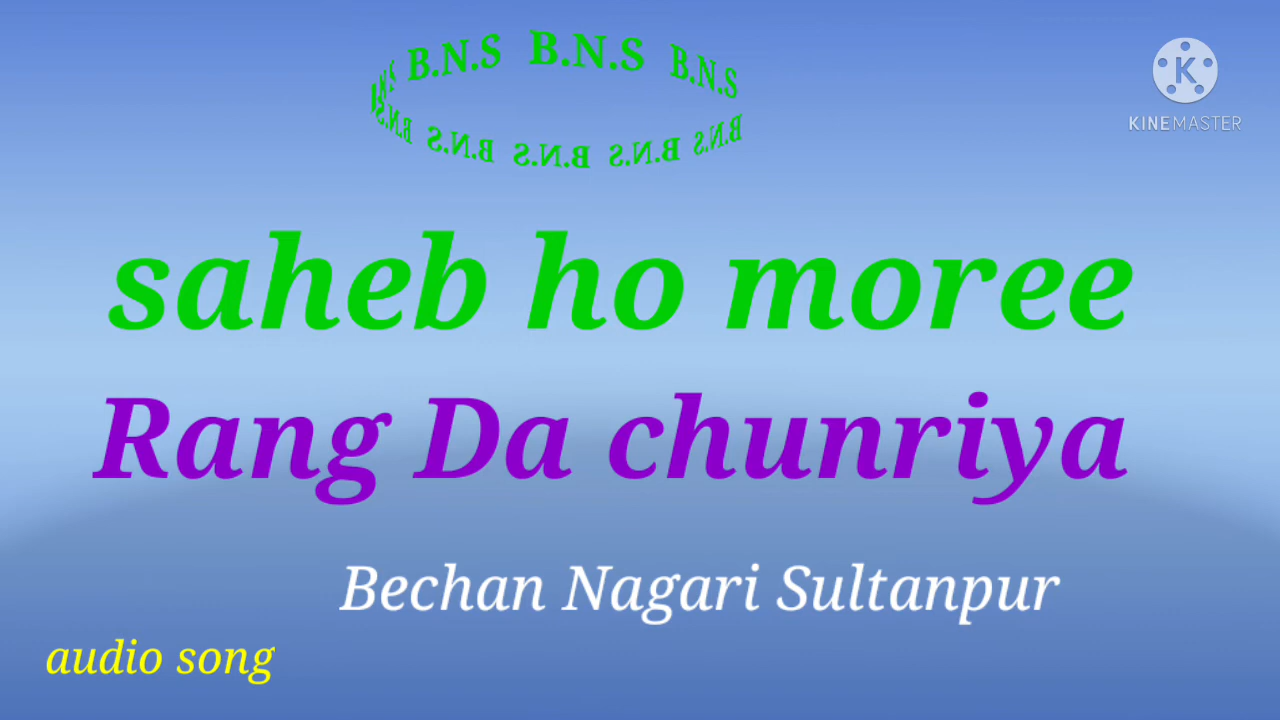 B.N.S B.N.S B.N.S
B.N.S B.N.S B.N.S B.N.S B.N.S
K
KINEMASTER
saheb ho moree
Rang Da chunriya
Bechan Nagari Sultanpur
audio song